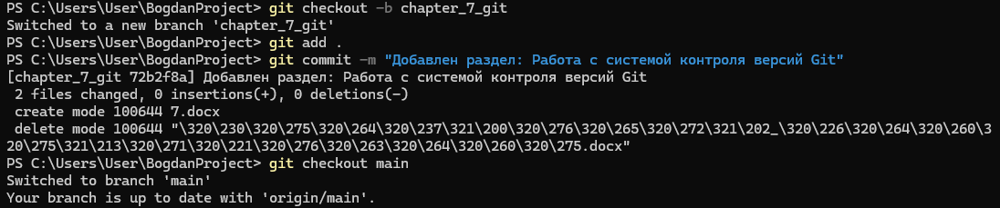 PS C:\Users\User\BogdanProject> git checkout -b chapter_7_git
Switched to a new branch 'chapter_7_git'
PS C:\Users\User\BogdanProject> git add .
PS C:\Users\User\BogdanProject> git commit -m "Добавлен раздел: Работа с системой контроля версий Git"
[chapter_7_git 72b2f8a] Добавлен раздел: Работа с системой контроля версий Git
 2 files changed, 0 insertions(+), 0 deletions(-)
 create mode 100644 7.docx
 delete mode 100644 "\320\230\320\275\320\264\320\237\321\200\320\276\320\265\320\272\321\202_\320\226\320\264\320\260\3
20\275\321\213\320\271\320\221\320\276\320\263\320\264\320\260\320\275.docx"
PS C:\Users\User\BogdanProject> git checkout main
Switched to branch 'main'
Your branch is up to date with 'origin/main'.